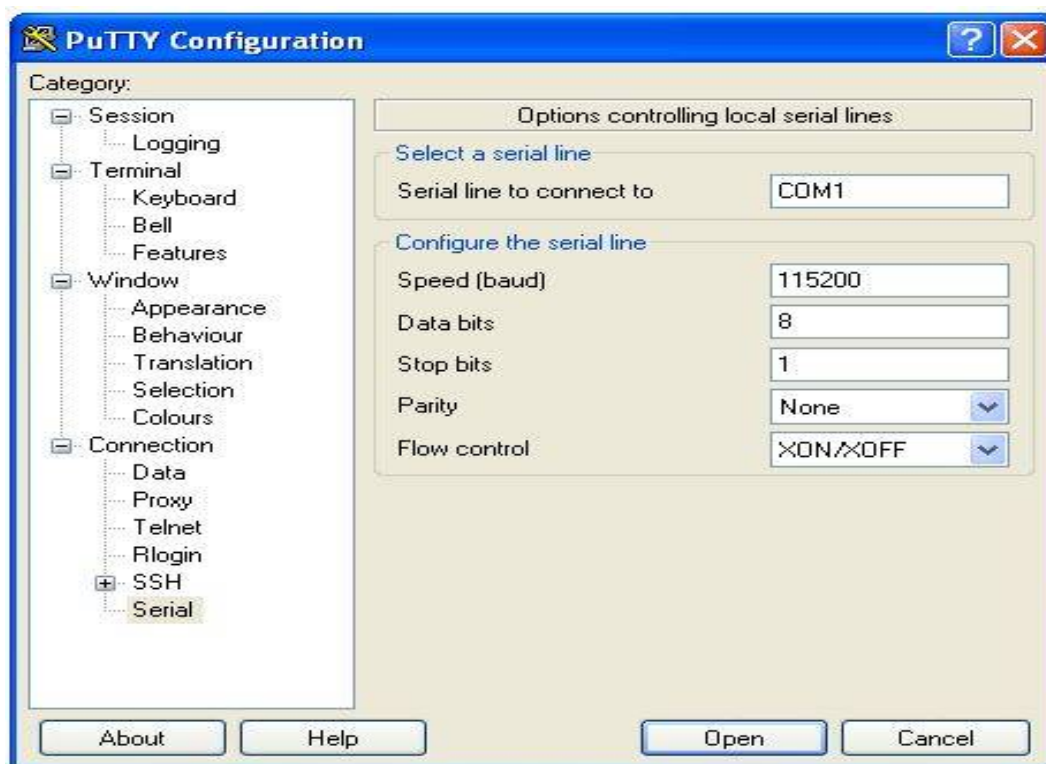 PuTTY Configuration
Category:
Session
Logging
Terminal
Keyboard
Bell
Features
Window
Appearance
Behaviour
Translation
Selection
Colours
Connection
Data
Proxy
Telnet
Rlogin
SSH
Serial
Options controlling local serial lines
Select a serial line
Serial line to connect to COM1
Configure the serial line
Speed (baud) 115200
Data bits 8
Stop bits 1
Parity None
Flow control XON/XOFF
About Help Open Cancel